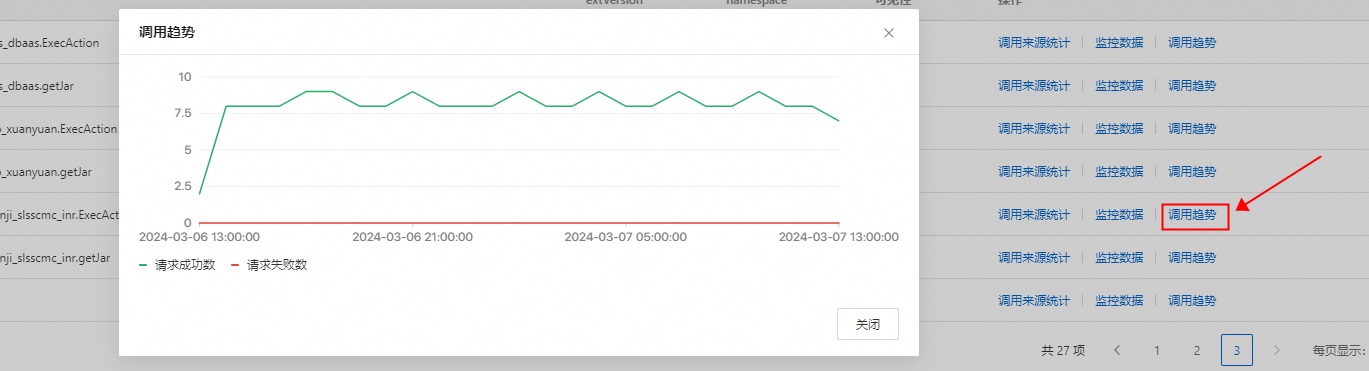 extVersion namespace 可见性 操作
调用趋势
s_dbaas.ExecAction 调用来源统计 监控数据 调用趋势
s_dbaas.getJar 调用来源统计 监控数据 调用趋势
o_xuanyuan.ExecAction 调用来源统计 监控数据 调用趋势
o_xuanyuan.getJar 调用来源统计 监控数据 调用趋势
nji_slsscmc_inr.ExecAct 调用来源统计 监控数据 调用趋势
nji_slsscmc_inr.getJar 调用来源统计 监控数据 调用趋势
调用来源统计 监控数据 调用趋势
10
7.5
5
2.5
0
2024-03-06 13:00:00 2024-03-06 21:00:00 2024-03-07 05:00:00 2024-03-07 13:00:00
请求成功数 请求失败数
关闭
共 27 项 1 2 3 每页显示: